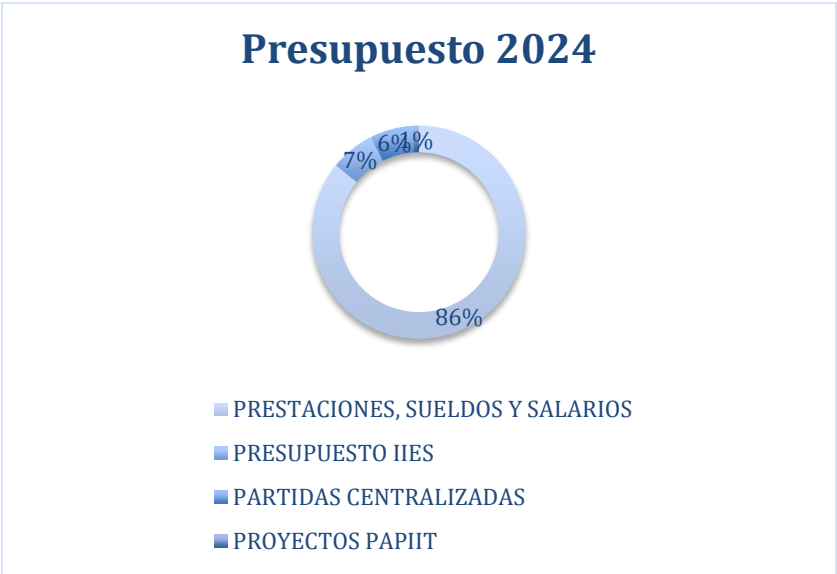 Presupuesto 2024
6%
1%
7%
86%
PRESTACIONES, SUELDOS Y SALARIOS
PRESUPUESTO IIES
PARTIDAS CENTRALIZADAS
PROYECTOS PAPIIT